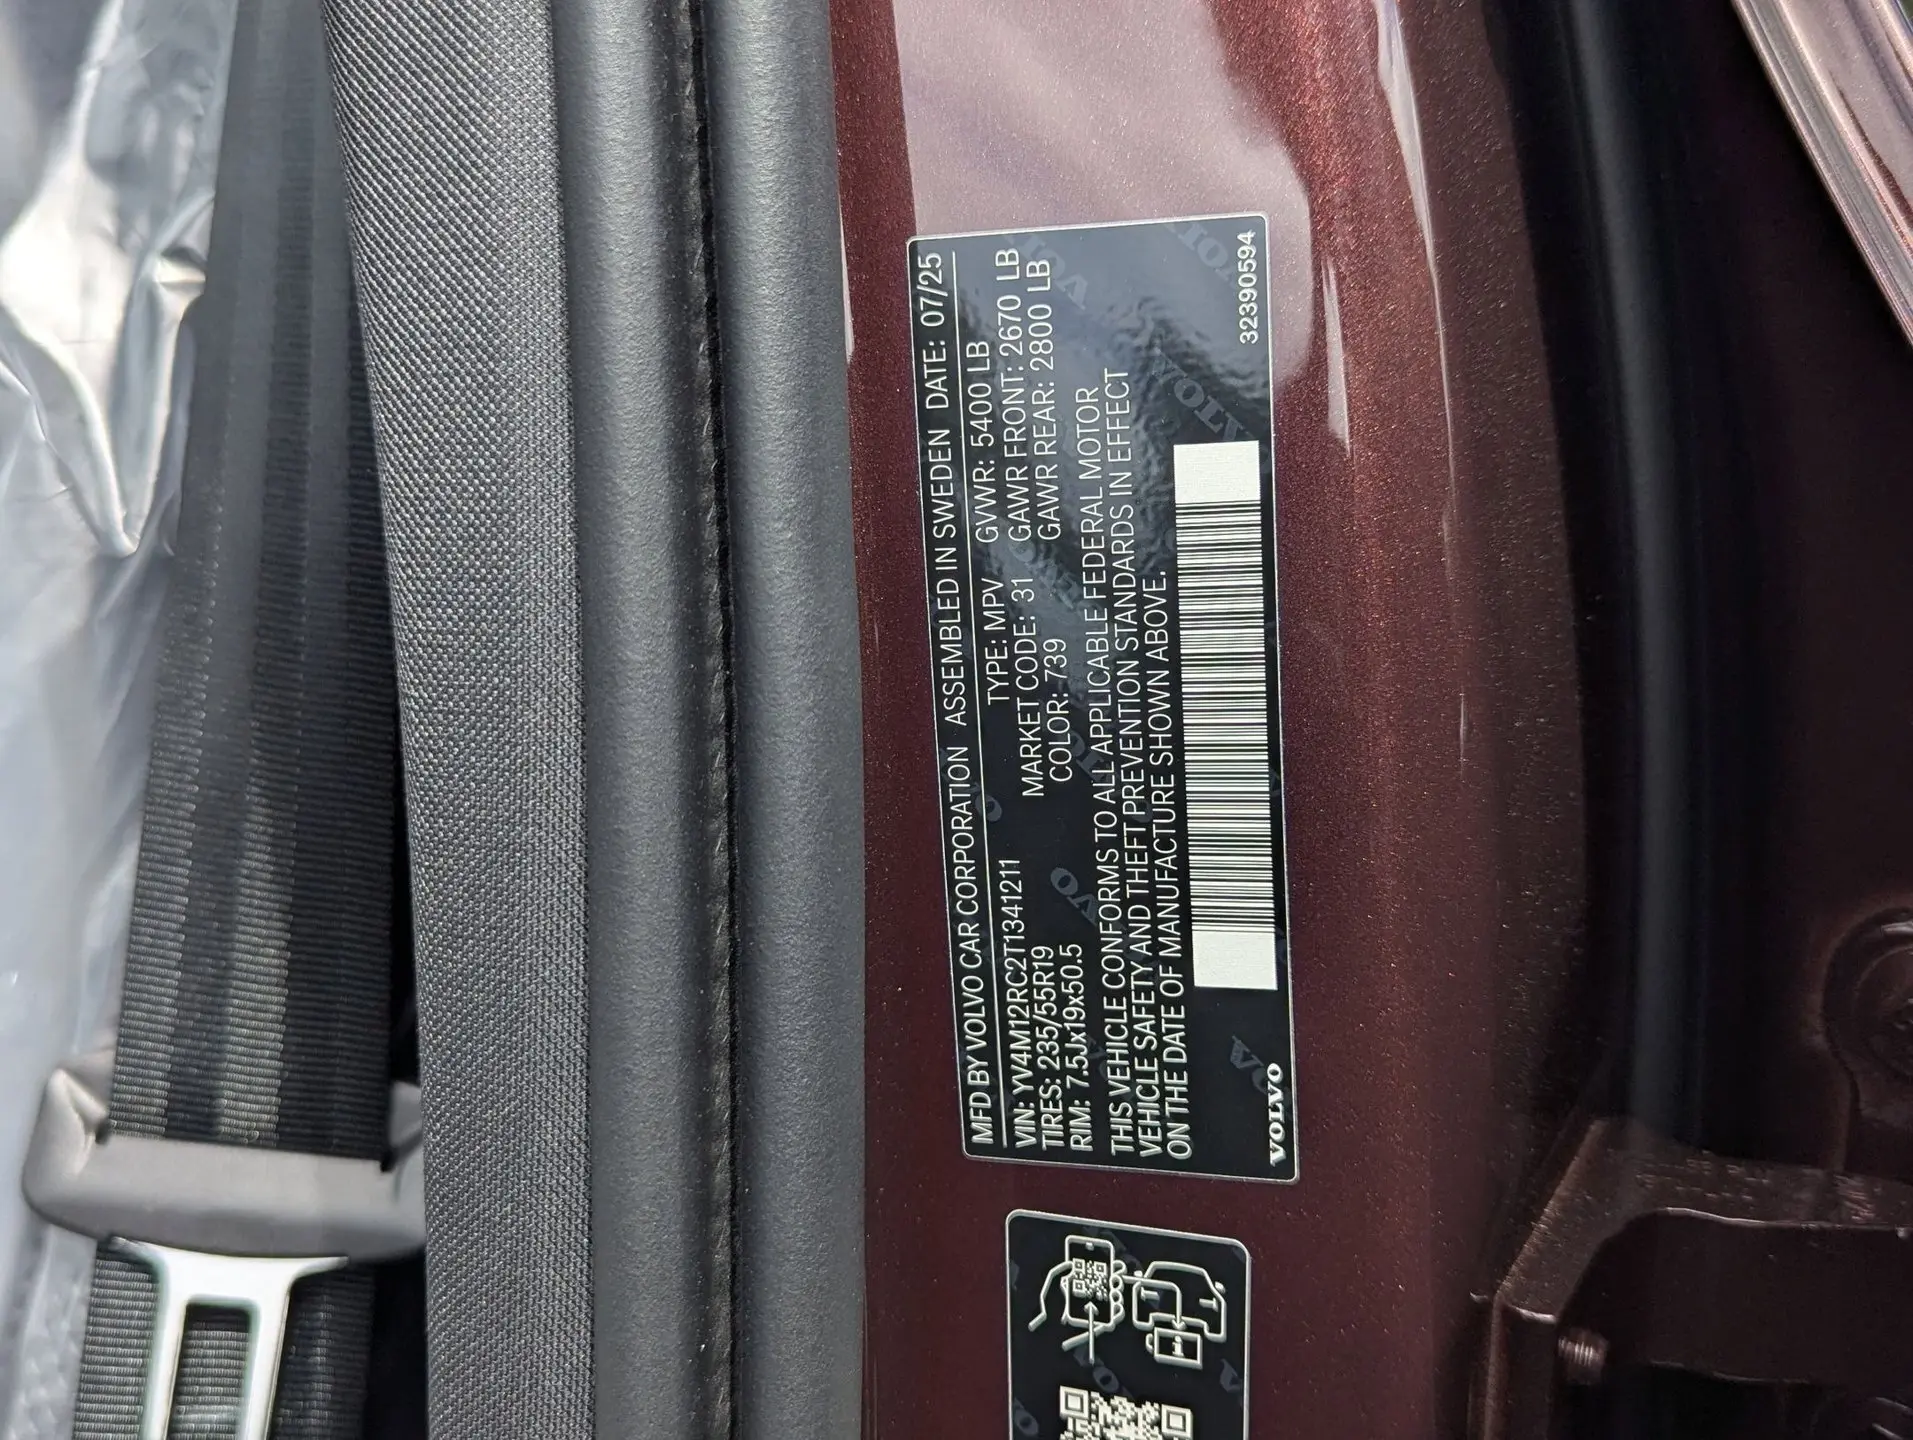 MFD BY VOLVO CAR CORPORATION ASSEMBLED IN SWEDEN DATE: 07/25
VIN: YV4M12RC2T1341211 TYPE: MPV GVWR: 5400 LB
TIRES: 235/55R19 MARKET CODE: 31 GAWR FRONT: 2670 LB
RIM: 7.5Jx19x50.5 COLOR: 739 GAWR REAR: 2800 LB
THIS VEHICLE CONFORMS TO ALL APPLICABLE FEDERAL MOTOR
VEHICLE SAFETY AND THEFT PREVENTION STANDARDS IN EFFECT
ON THE DATE OF MANUFACTURE SHOWN ABOVE.
VOLVO 32390594